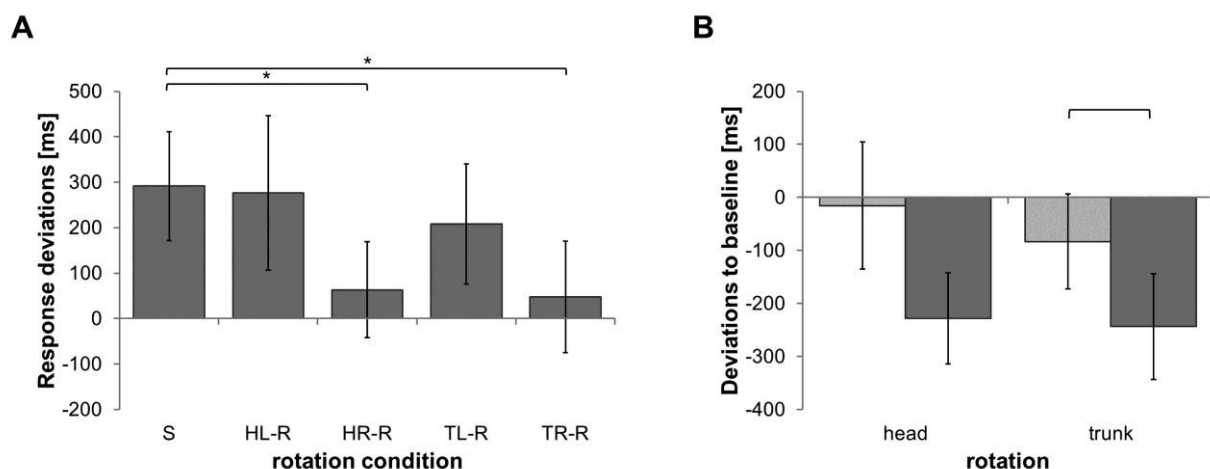 A
B
*
*
Response deviations [ms]
500
400
300
200
100
0
-100
-200
S HL-R HR-R TL-R TR-R
rotation condition
Deviations to baseline [ms]
200
100
0
-100
-200
-300
-400
head trunk
rotation